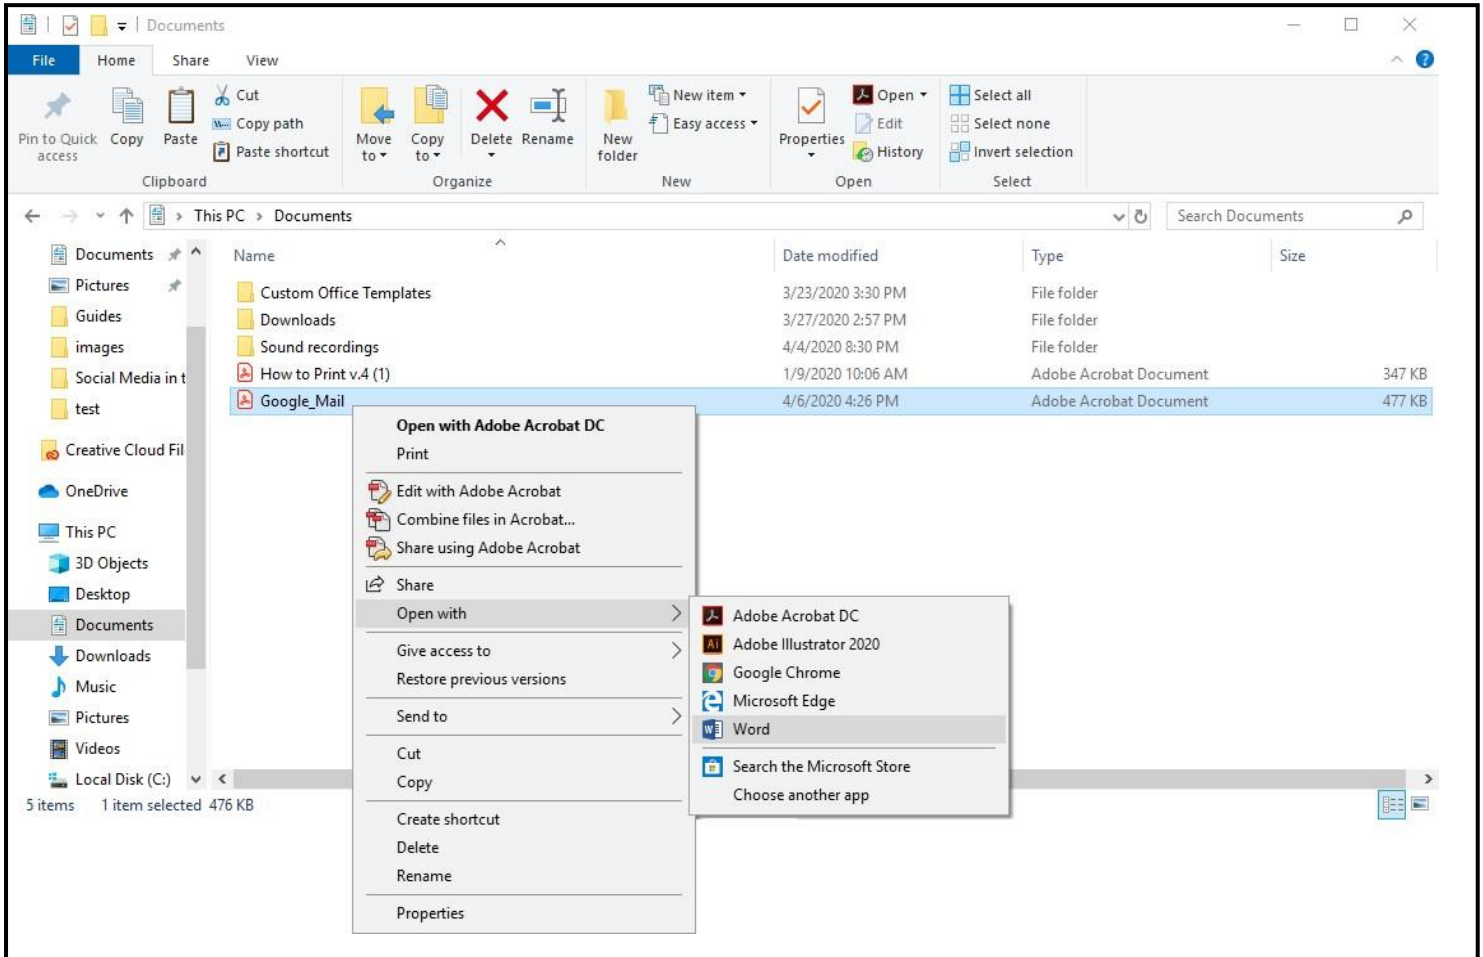 Documents
File Home Share View
Pin to Quick access
Copy
Paste
Cut
Copy path
Paste shortcut
Clipboard
Move to
Copy to
Delete
Rename
Organize
New folder
New item
Easy access
New
Properties
Open
Edit
History
Open
Select all
Select none
Invert selection
Select
This PC > Documents
Search Documents
Documents
Pictures
Guides
images
Social Media in t
test
Creative Cloud Fil
OneDrive
This PC
3D Objects
Desktop
Documents
Downloads
Music
Pictures
Videos
Local Disk (C:)
Name Date modified Type Size
Custom Office Templates 3/23/2020 3:30 PM File folder
Downloads 3/27/2020 2:57 PM File folder
Sound recordings 4/4/2020 8:30 PM File folder
How to Print v.4 (1) 1/9/2020 10:06 AM Adobe Acrobat Document 347 KB
Google_Mail 4/6/2020 4:26 PM Adobe Acrobat Document 477 KB
Open with Adobe Acrobat DC
Print
Edit with Adobe Acrobat
Combine files in Acrobat...
Share using Adobe Acrobat
Share
Open with
Give access to
Restore previous versions
Send to
Cut
Copy
Create shortcut
Delete
Rename
Properties
Adobe Acrobat DC
Adobe Illustrator 2020
Google Chrome
Microsoft Edge
Word
Search the Microsoft Store
Choose another app
5 items 1 item selected 476 KB